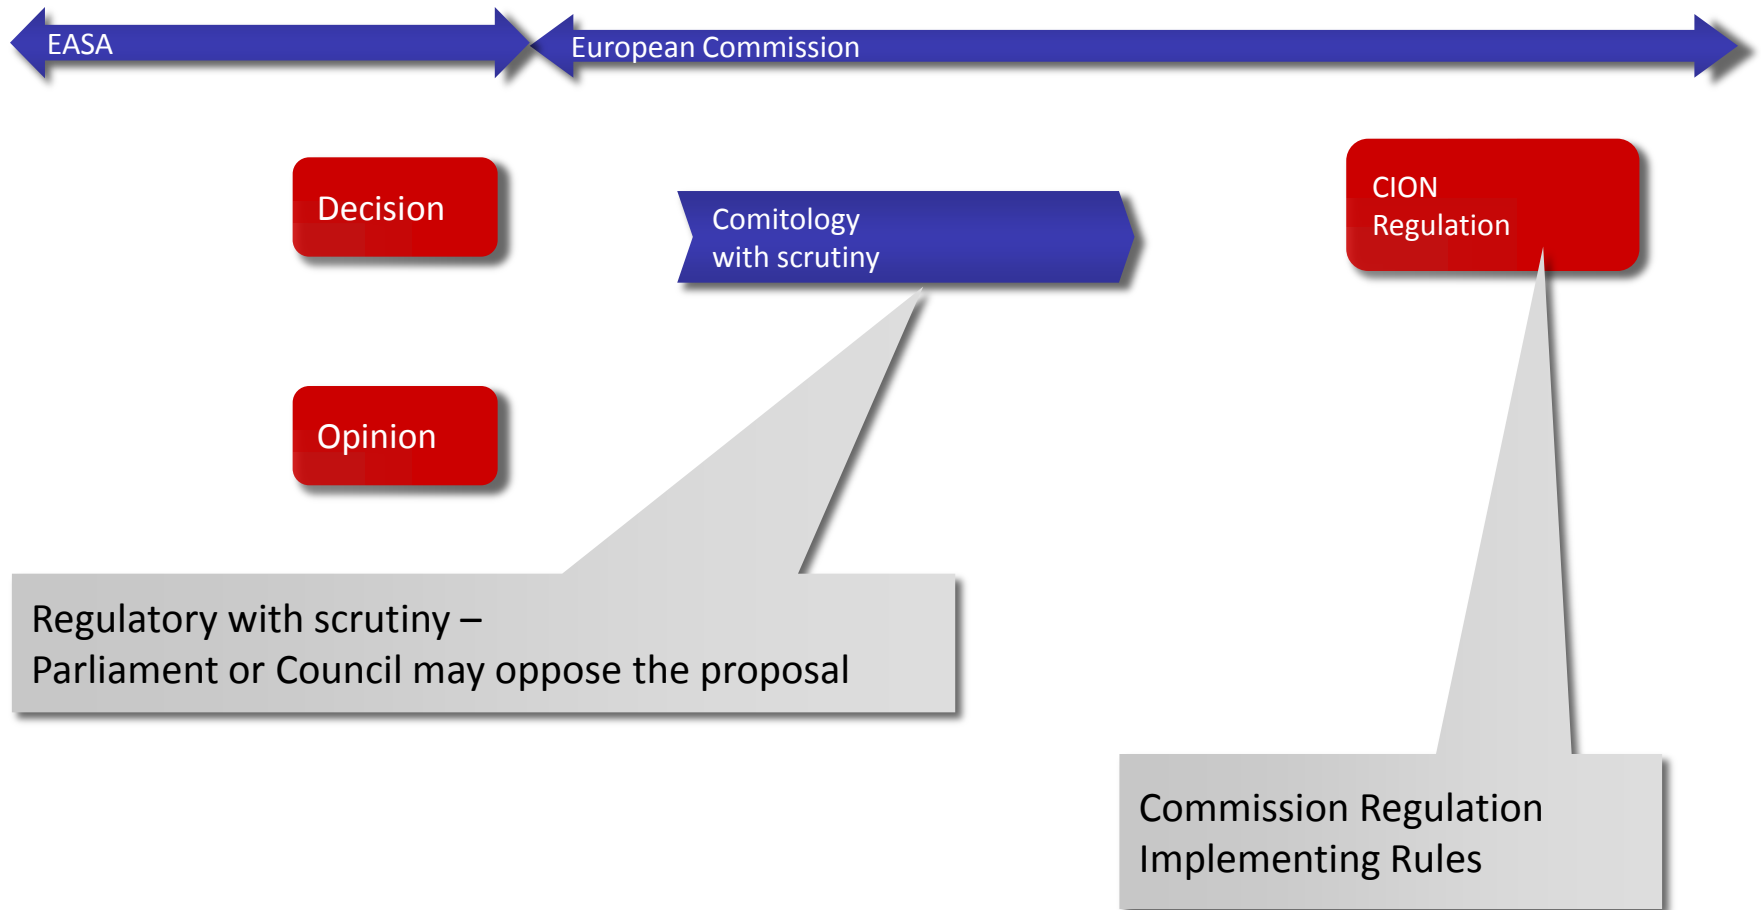 EASA
European Commission
Decision
Comitology
with scrutiny
CION
Regulation
Opinion
Regulatory with scrutiny –
Parliament or Council may oppose the proposal
Commission Regulation
Implementing Rules